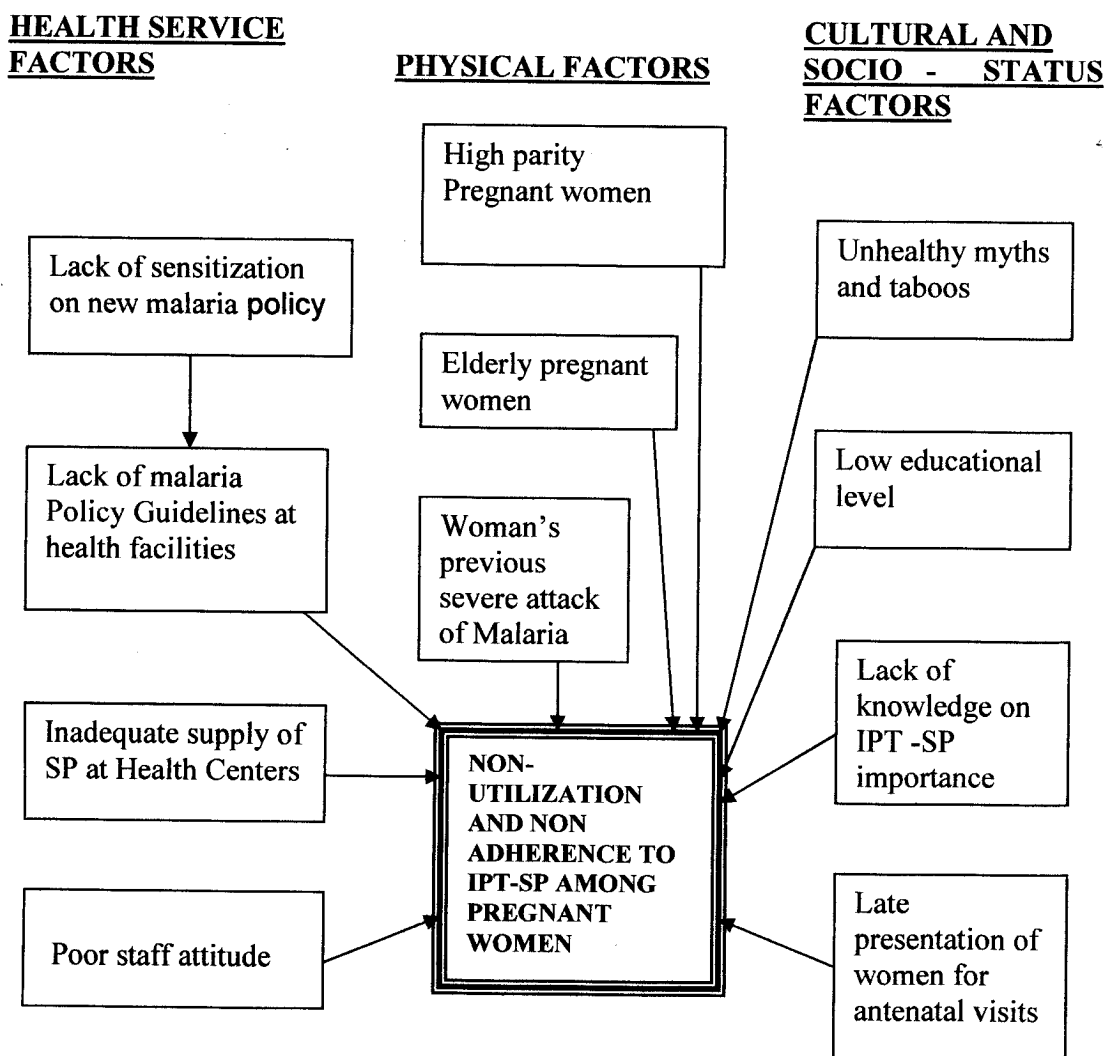 HEALTH SERVICE
FACTORS
PHYSICAL FACTORS
CULTURAL AND
SOCIO - STATUS
FACTORS
High parity
Pregnant women
Lack of sensitization
on new malaria policy
Unhealthy myths
and taboos
Elderly pregnant
women
Lack of malaria
Policy Guidelines at
health facilities
Low educational
level
Woman's
previous
severe attack
of Malaria
Lack of
knowledge on
IPT -SP
importance
Inadequate supply of
SP at Health Centers
NON-
UTILIZATION
AND NON
ADHERENCE TO
IPT-SP AMONG
PREGNANT
WOMEN
Poor staff attitude
Late
presentation of
women for
antenatal visits